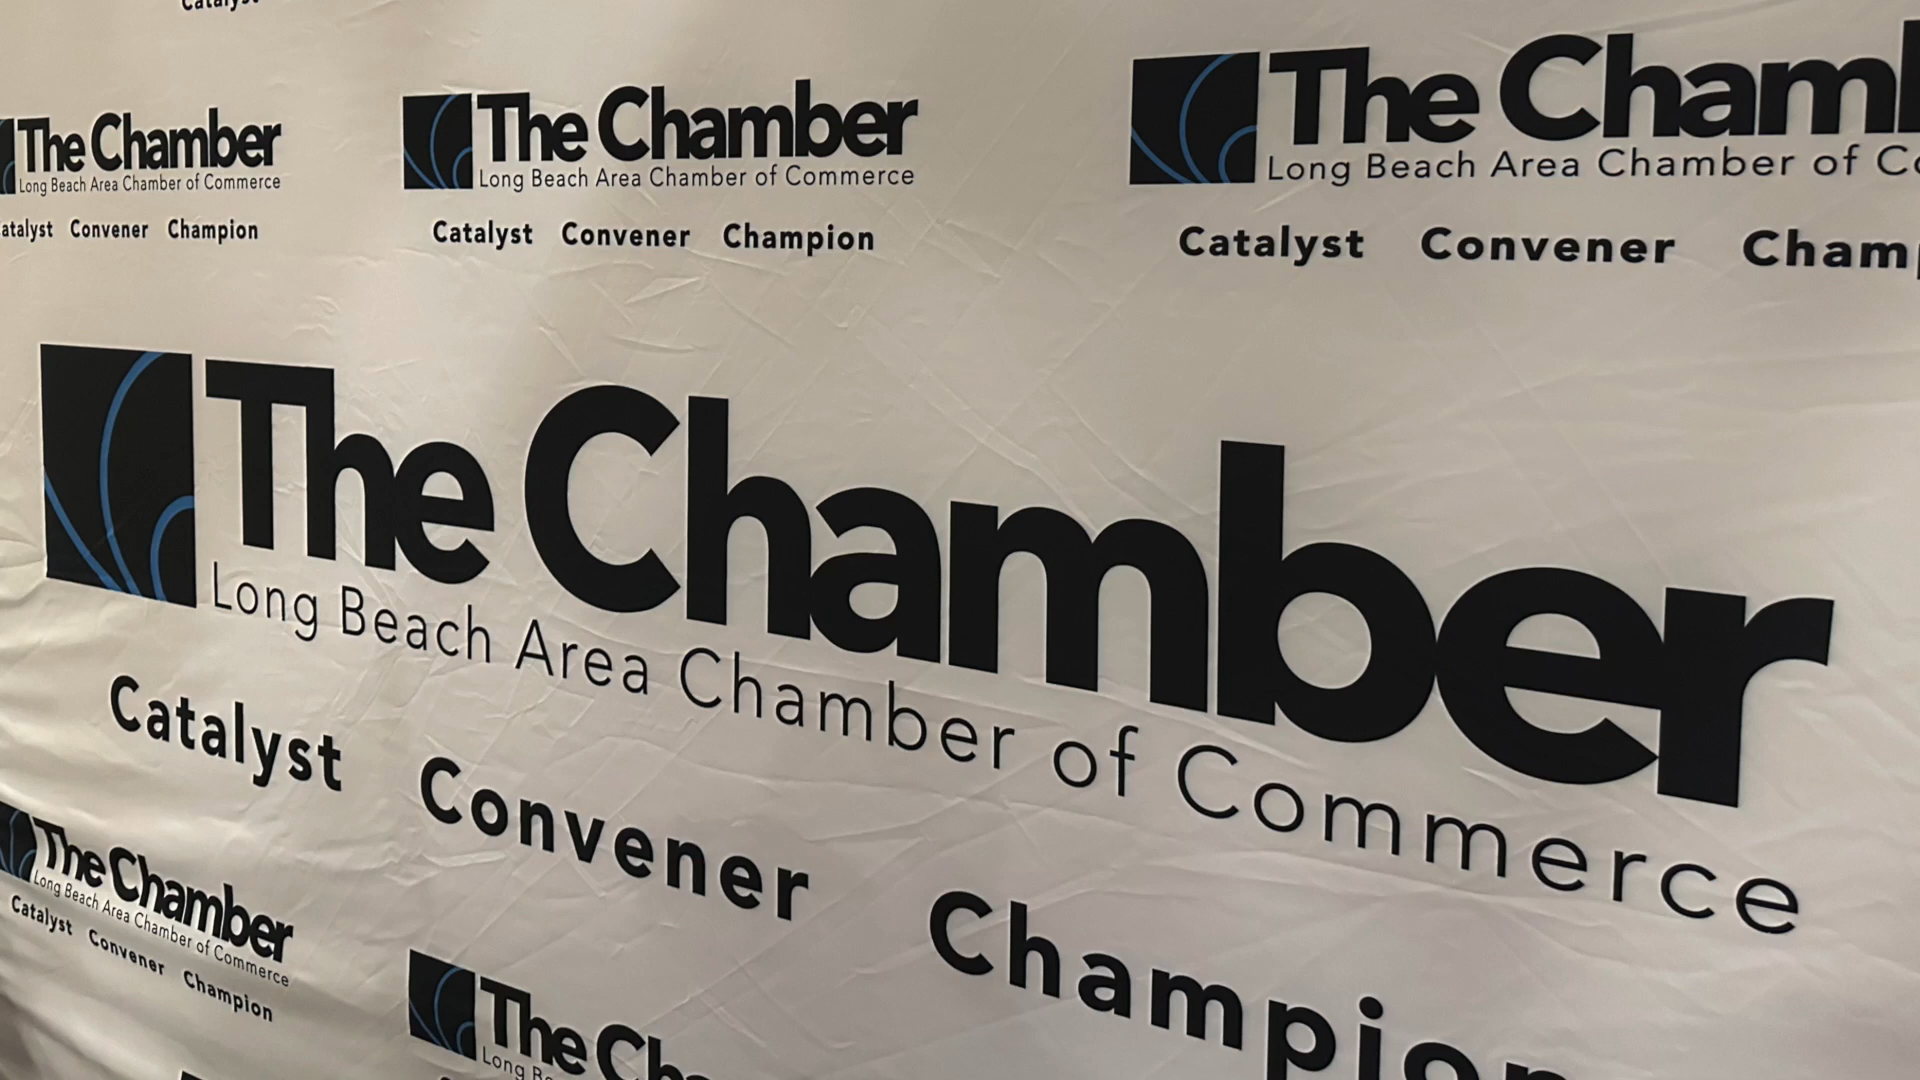 Catalyst
The Chamber
Long Beach Area Chamber of Commerce
Catalyst Convener Champion
The Chamber
Long Beach Area Chamber of Commerce
Catalyst Convener Champion
The Chamb
Long Beach Area Chamber of Co
Catalyst Convener Champ
The Chamber
Long Beach Area Chamber of Commerce
Catalyst Convener Champion
The Chamber
Long Beach Area Chamber of Commerce
Catalyst Convener Champion
The Cha
Long Be